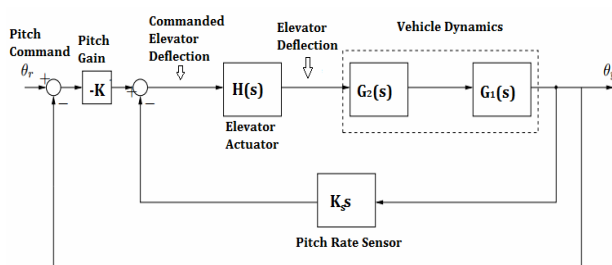 Pitch
Command
θr
+
−
Pitch
Gain
-K
+
−
Commanded
Elevator
Deflection
H(s)
Elevator
Actuator
Elevator
Deflection
Vehicle Dynamics
G₂(s)
G₁(s)
Kₛs
Pitch Rate Sensor